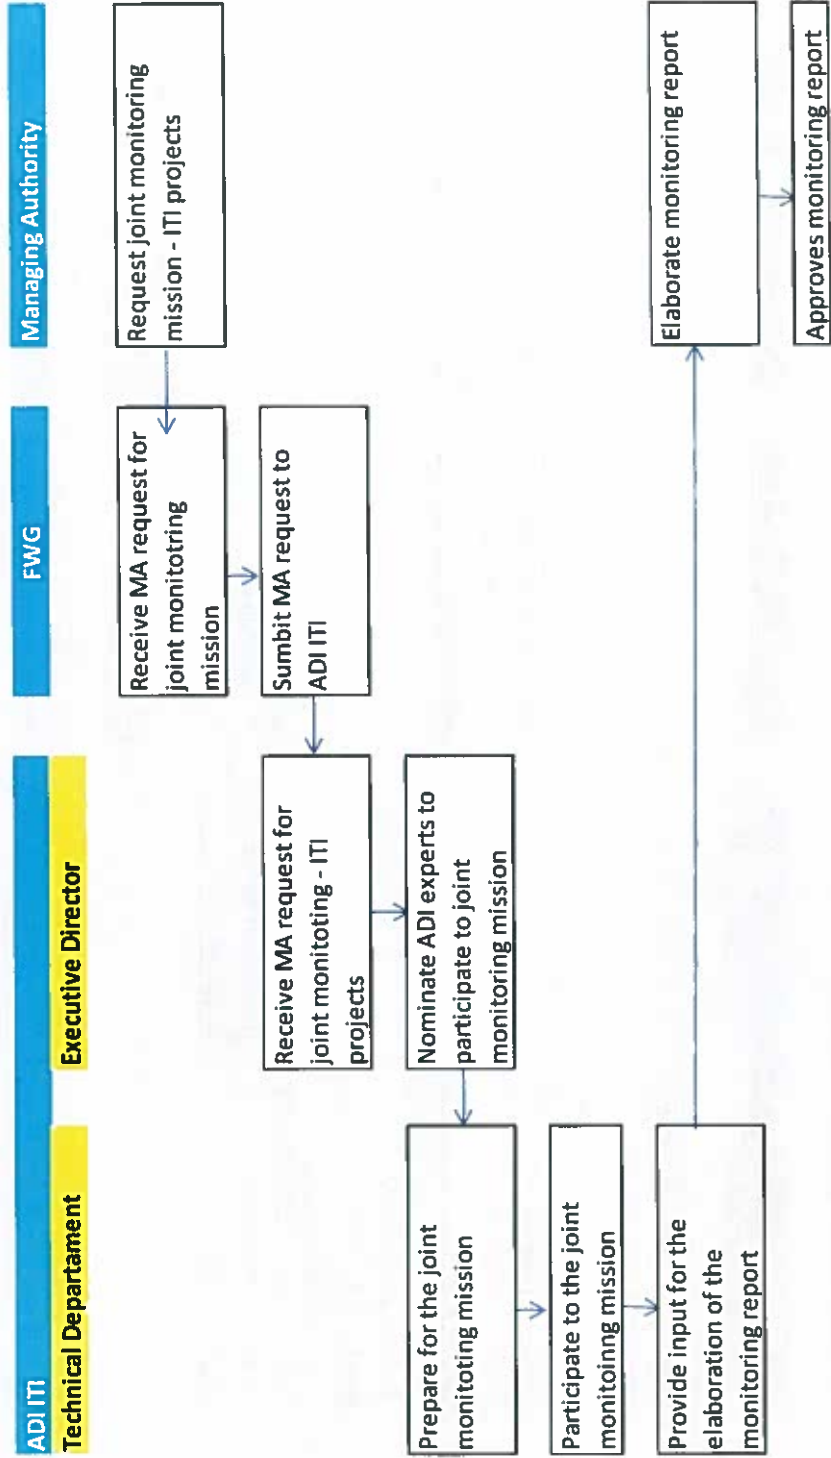 ADI ITI
FWG
Managing Authority
Technical Departament
Executive Director
Request joint monitoring
mission - ITI projects
Receive MA request for
joint monitotring
mission
Sumbit MA request to
ADI ITI
Receive MA request for
joint monitoting - ITI
projects
Nominate ADI experts to
participate to joint
monitoring mission
Prepare for the joint
monitoting mission
Participate to the joint
monitoinng mission
Provide input for the
elaboration of the
monitoring report
Elaborate monitoring report
Approves monitoring report